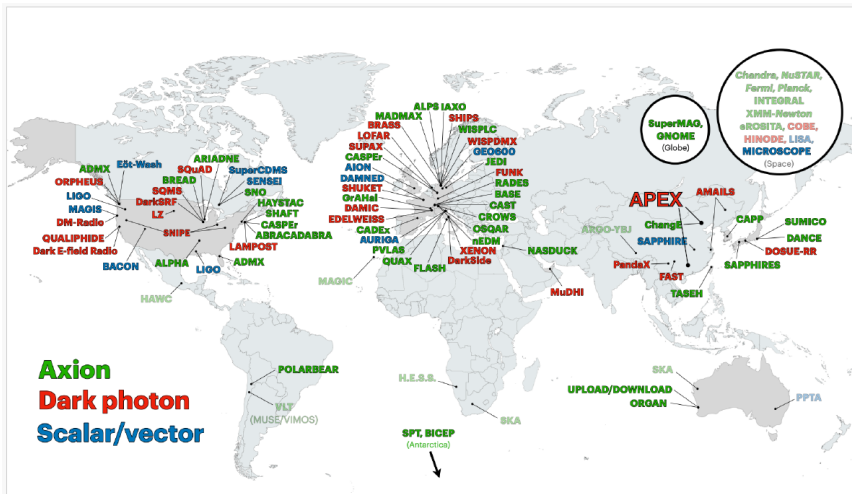 ADMX
ORPHEUS
LIGO
MAGIS
DM-Radio
QUALIPHIDE
Dark E-field Radio
BACON
Eöt-Wash
ARIADNE
SQuAD
BREAD
SQMS
DarkSRF
LZ
SuperCDMS
SENSEI
SNO
HAYSTAC
SHAFT
CASPEr
ABRACADABRA
SNIPE
LAMPOST
ALPHA
LIGO
ADMX
HAWC
MAGIC
ALPS IAXO
MADMAX
BRASS
LOFAR
SUPAX
CASPEr
AION
DAMNED
SHUKET
GrAHal
DAMIC
EDELWEISS
CADEx
AURIGA
PVLAS
QUAX
FLASH
SHIPS
WISPLC
WISPDMX
GEO600
JEDI
FUNK
RADES
BASE
CAST
CROWS
OSQAR
nEDM
XENON
DarkSide
NASDUCK
MuDHI
SuperMAG,
GNOME
(Globe)
Chandra, NuSTAR,
Fermi, Planck,
INTEGRAL
XMM-Newton
eROSITA, COBE,
HINODE, LISA,
MICROSCOPE
(Space)
APEX
AMAILS
ChangE
CAPP
SUMICO
ARGO-YBJ
SAPPHIRE
DANCE
PandaX
DOSUE-RR
FAST
SAPPHIRES
TASEH
Axion
Dark photon
Scalar/vector
POLARBEAR
VLT
(MUSE/VIMOS)
H.E.S.S.
SKA
SPT, BICEP
(Antarctica)
SKA
UPLOAD/DOWNLOAD
ORGAN
PPTA